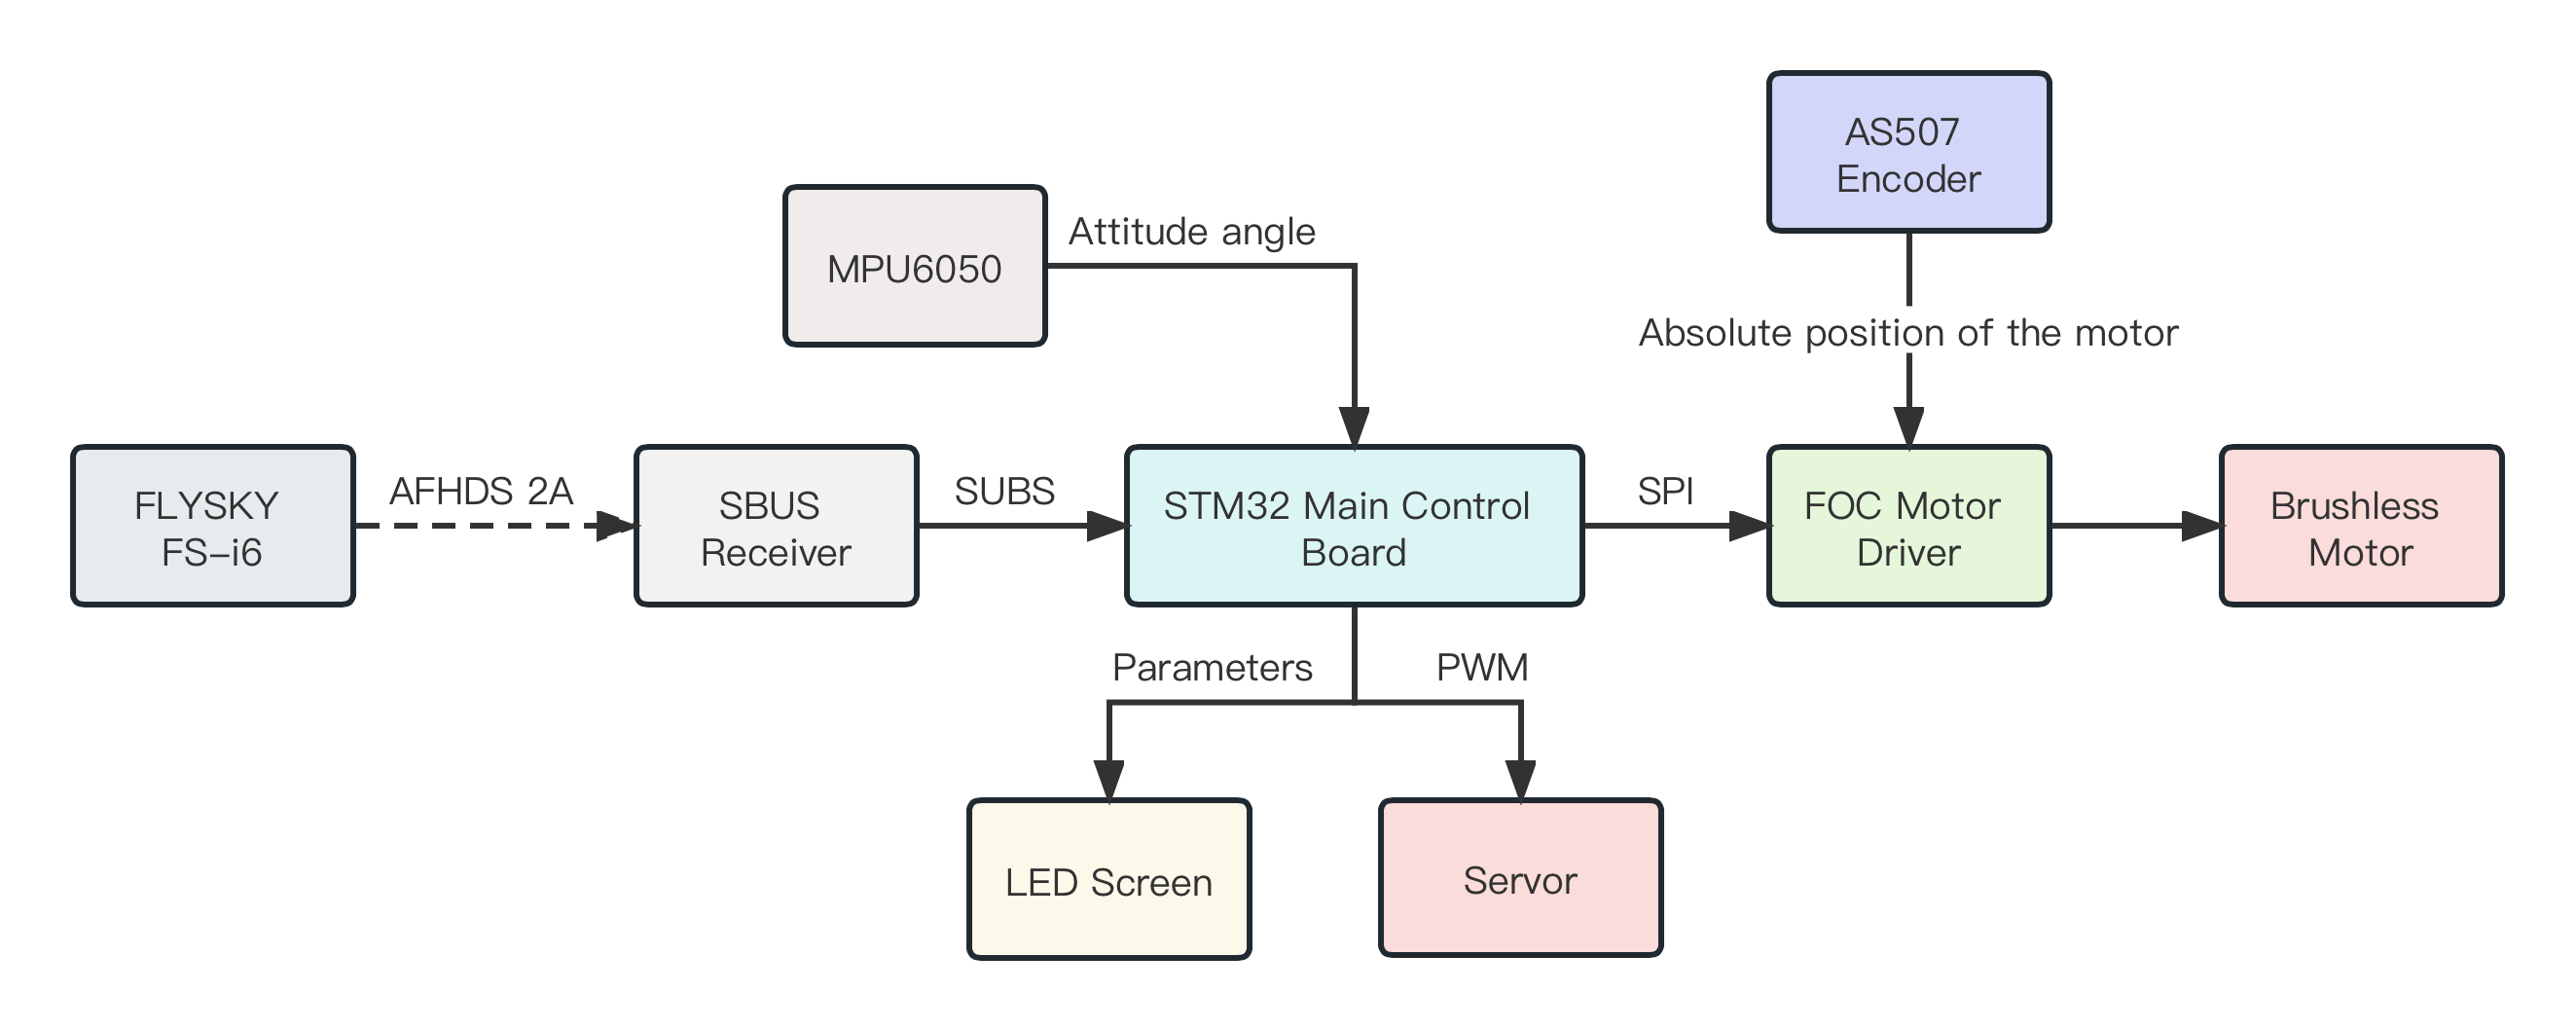 AS507
Encoder
MPU6050
Attitude angle
Absolute position of the motor
FLYSKY
FS-i6
AFHDS 2A
SBUS
Receiver
SUBS
STM32 Main Control
Board
SPI
FOC Motor
Driver
Brushless
Motor
Parameters
PWM
LED Screen
Servor